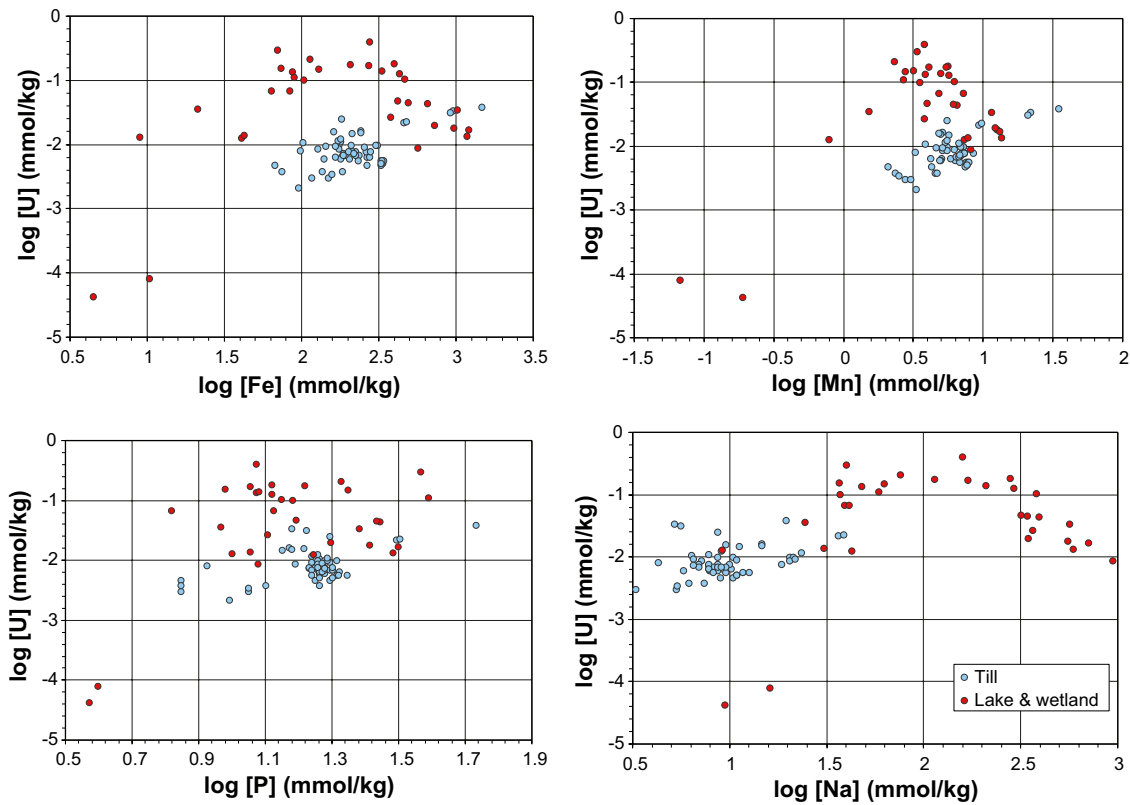 0
-1
-2
-3
-4
-5
log [U] (mmol/kg)
0.5 1 1.5 2 2.5 3 3.5
log [Fe] (mmol/kg)
0
-1
-2
-3
-4
-5
log [U] (mmol/kg)
-1.5 -1 -0.5 0 0.5 1 1.5 2
log [Mn] (mmol/kg)
0
-1
-2
-3
-4
-5
log [U] (mmol/kg)
0.5 0.7 0.9 1.1 1.3 1.5 1.7 1.9
log [P] (mmol/kg)
0
-1
-2
-3
-4
-5
log [U] (mmol/kg)
Till
Lake & wetland
0.5 1 1.5 2 2.5 3
log [Na] (mmol/kg)